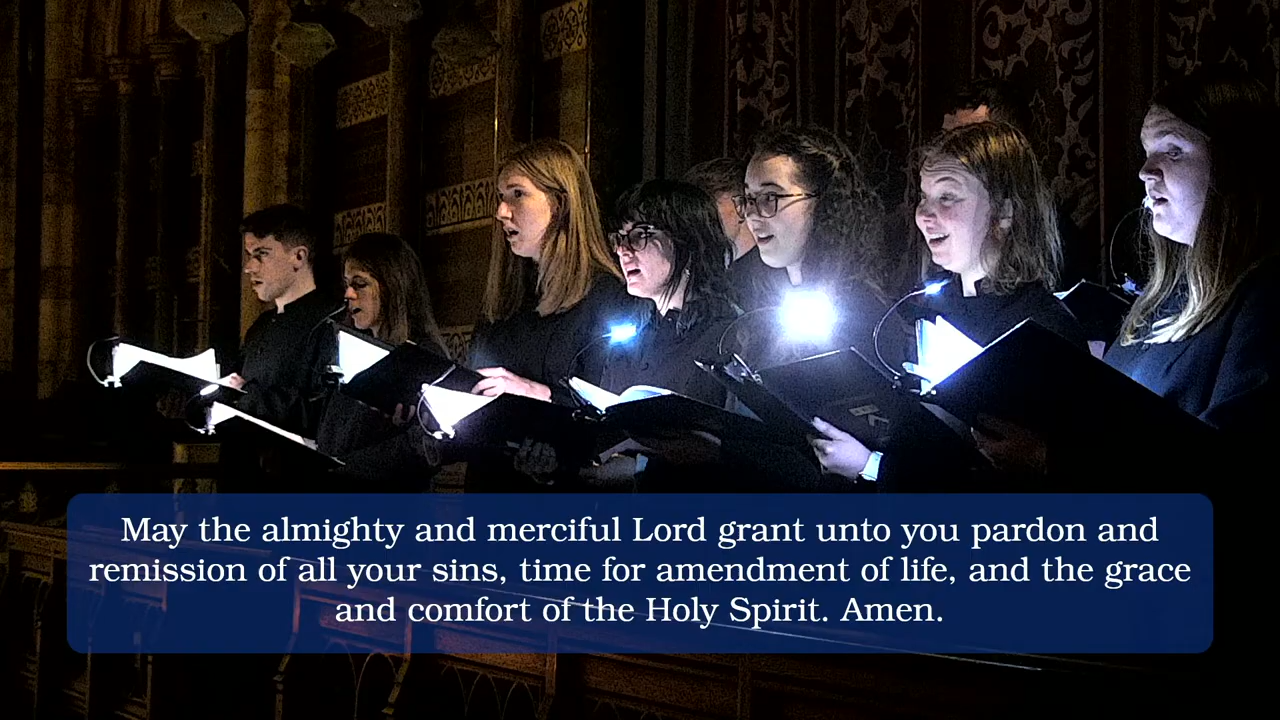 May the almighty and merciful Lord grant unto you pardon and
remission of all your sins, time for amendment of life, and the grace
and comfort of the Holy Spirit. Amen.